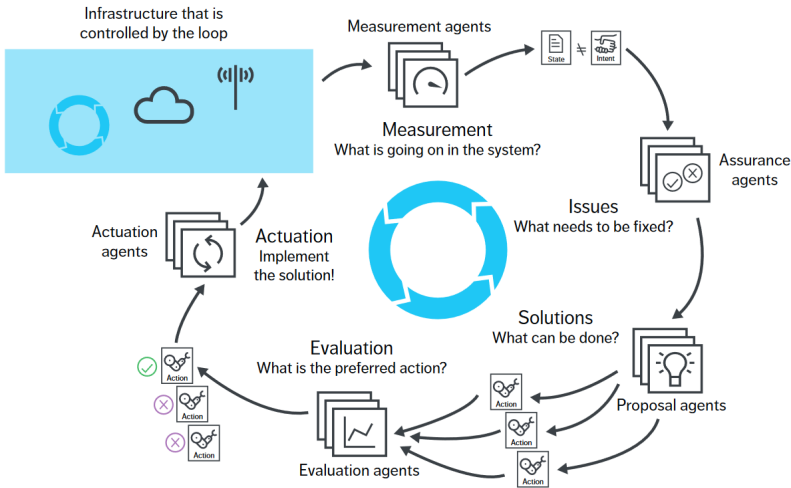 Infrastructure that is
controlled by the loop
Measurement agents
State
≠
Intent
Measurement
What is going on in the system?
Assurance
agents
Issues
What needs to be fixed?
Actuation
agents
Actuation
Implement
the solution!
Solutions
What can be done?
Proposal agents
Evaluation
What is the preferred action?
Evaluation agents
Action
Action
Action
Action
Action
Action